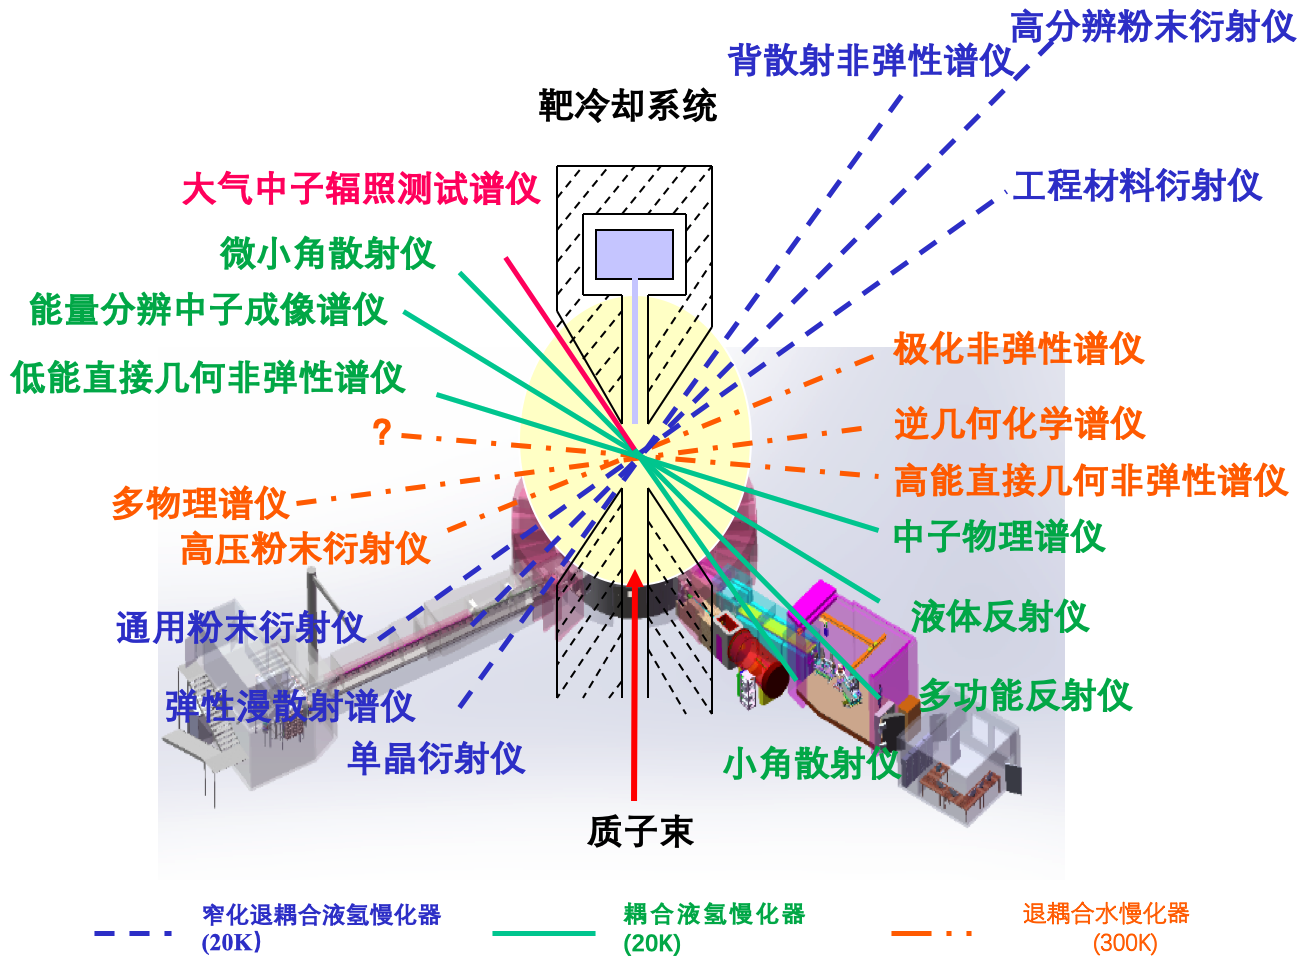 高分辨粉末衍射仪
背散射非弹性谱仪
靶冷却系统
大气中子辐照测试谱仪
工程材料衍射仪
微小角散射仪
能量分辨中子成像谱仪
极化非弹性谱仪
低能直接几何非弹性谱仪
逆几何化学谱仪
?
高能直接几何非弹性谱仪
多物理谱仪
中子物理谱仪
高压粉末衍射仪
液体反射仪
通用粉末衍射仪
多功能反射仪
弹性漫散射谱仪
单晶衍射仪
小角散射仪
质子束
窄化退耦合液氢慢化器
(20K)
耦合液氢慢化器
(20K)
退耦合水慢化器
(300K)